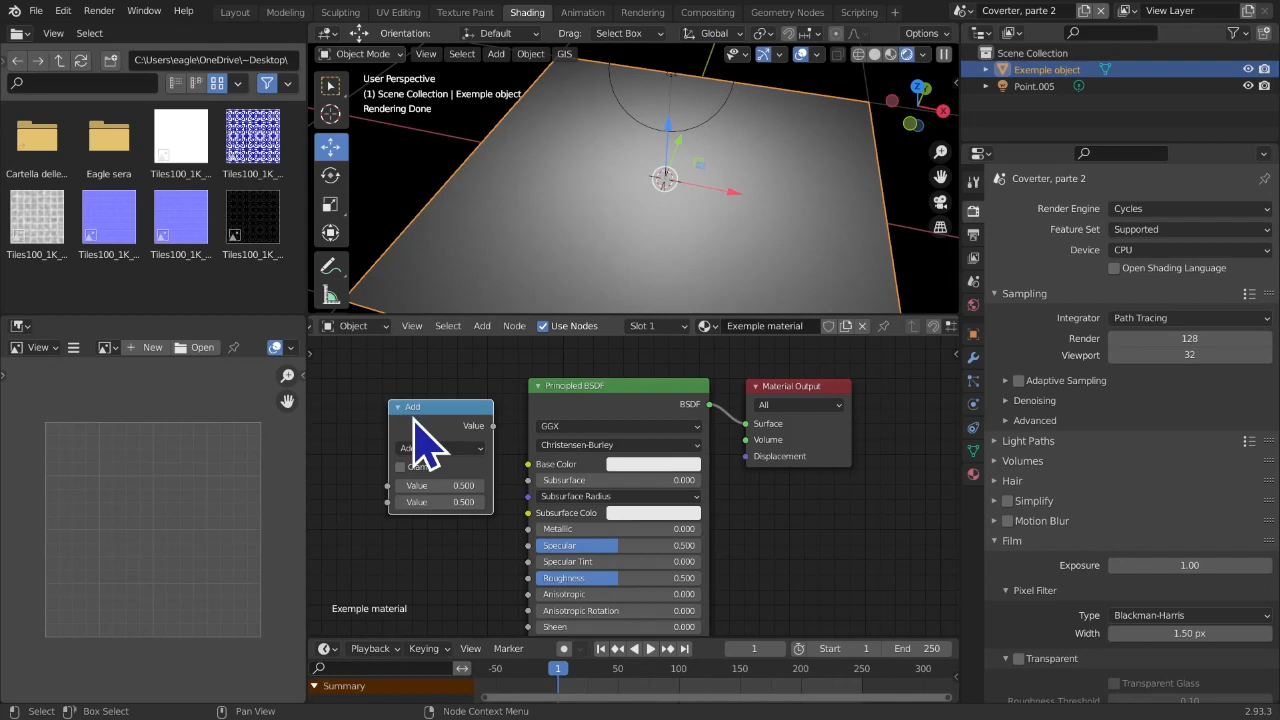 File Edit Render Window Help Layout Modeling Sculpting UV Editing Texture Paint Shading Animation Rendering Compositing Geometry Nodes Scripting + Coverter, parte 2 View Layer
View Select
Orientation: Default Drag: Select Box Global Options
C:\Users\eagle\OneDrive\~Desktop\
Object Mode View Select Add Object GIS
User Perspective
(1) Scene Collection | Exemple object
Rendering Done
Cartella delle... Eagle sera Tiles100_1K_... Tiles100_1K_...
Tiles100_1K_... Tiles100_1K_... Tiles100_1K_... Tiles100_1K_...
Z
Y
X
Scene Collection
Exemple object
Point.005
Coverter, parte 2
Render Engine Cycles
Feature Set Supported
Device CPU
Open Shading Language
Sampling
Integrator Path Tracing
Render 128
Viewport 32
Adaptive Sampling
Denoising
Advanced
Light Paths
Volumes
Hair
Simplify
Motion Blur
Film
Exposure 1.00
Pixel Filter
Type Blackman-Harris
Width 1.50 px
Transparent
Transparent Glass
Roughness Threshold 0.10
View New Open
Object View Select Add Node Use Nodes Slot 1 Exemple material
Add
Value
Value 0.500
Value 0.500
Principled BSDF
BSDF
GGX
Christensen-Burley
Base Color
Subsurface 0.000
Subsurface Radius
Subsurface Colo
Metallic 0.000
Specular 0.500
Specular Tint 0.000
Roughness 0.500
Anisotropic 0.000
Anisotropic Rotation 0.000
Sheen 0.000
Material Output
All
Surface
Volume
Displacement
Exemple material
Playback Keying View Marker 1 Start 1 End 250
-50 1 50 100 150 200 250 300
Summary
Select Box Select Pan View Node Context Menu 2.93.3